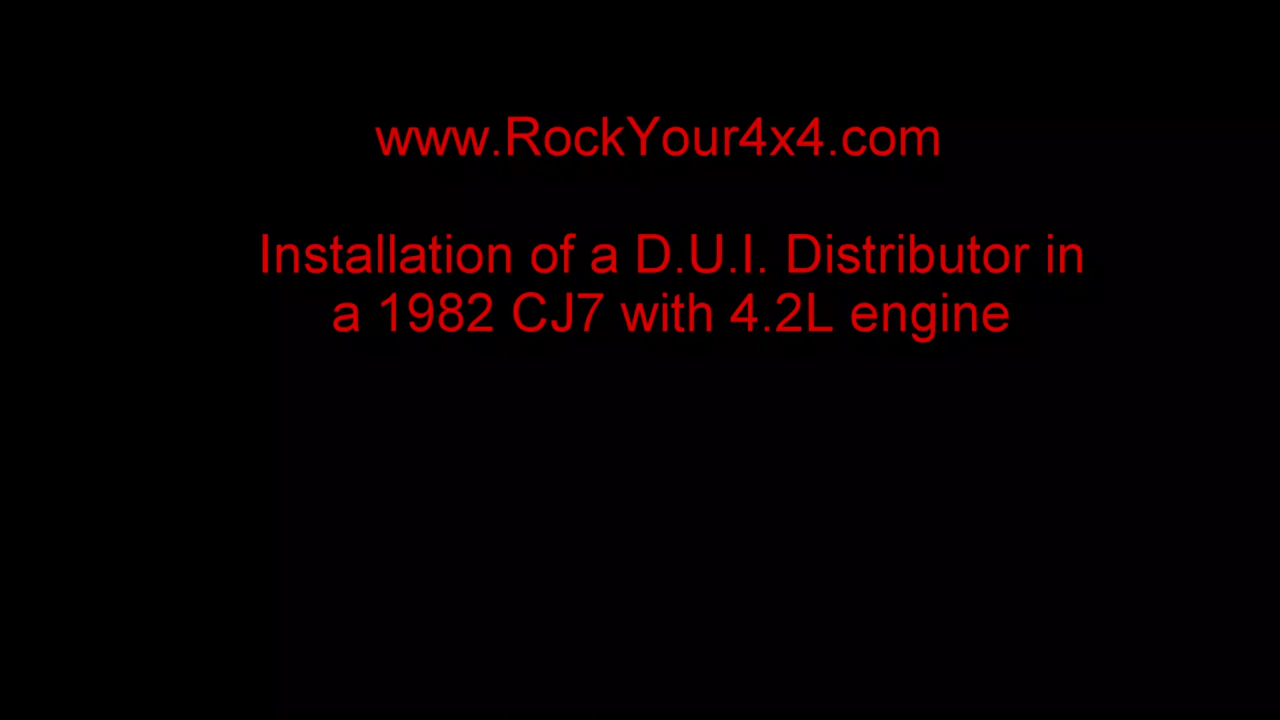 www.RockYour4x4.com
Installation of a D.U.I. Distributor in
a 1982 CJ7 with 4.2L engine